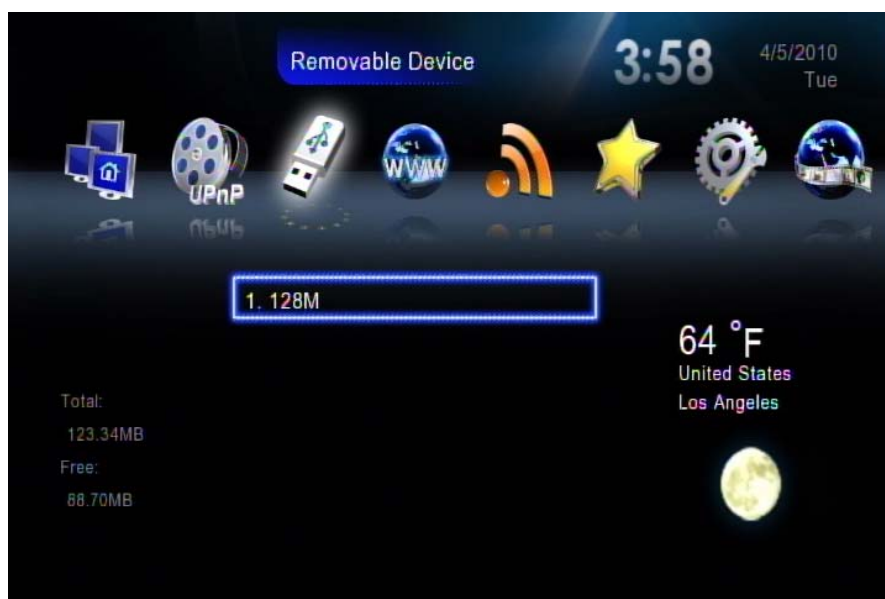 Removable Device
3:58
4/5/2010
Tue
UPnP
WWW
1. 128M
64 °F
United States
Los Angeles
Total:
123.34MB
Free:
88.70MB